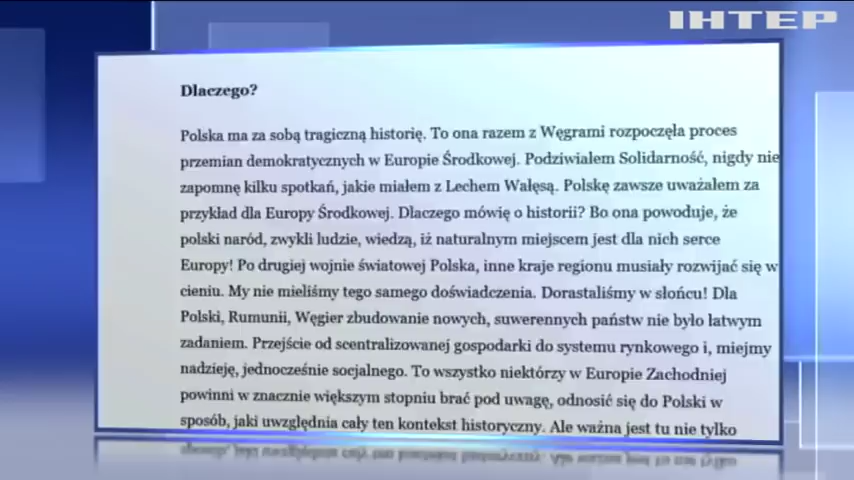 ІНТЕР
Dlaczego?
Polska ma za sobą tragiczną historię. To ona razem z Węgrami rozpoczęła proces
przemian demokratycznych w Europie Środkowej. Podziwiałem Solidarność, nigdy nie
zapomnę kilku spotkań, jakie miałem z Lechem Wałęsą. Polskę zawsze uważałem za
przykład dla Europy Środkowej. Dlaczego mówię o historii? Bo ona powoduje, że
polski naród, zwykli ludzie, wiedzą, iż naturalnym miejscem jest dla nich serce
Europy! Po drugiej wojnie światowej Polska, inne kraje regionu musiały rozwijać się w
cieniu. My nie mieliśmy tego samego doświadczenia. Dorastaliśmy w słońcu! Dla
Polski, Rumunii, Węgier zbudowanie nowych, suwerennych państw nie było łatwym
zadaniem. Przejście od scentralizowanej gospodarki do systemu rynkowego i, miejmy
nadzieję, jednocześnie socjalnego. To wszystko niektórzy w Europie Zachodniej
powinni w znacznie większym stopniu brać pod uwagę, odnosić się do Polski w
sposób, jaki uwzględnia cały ten kontekst historyczny. Ale ważna jest tu nie tylko